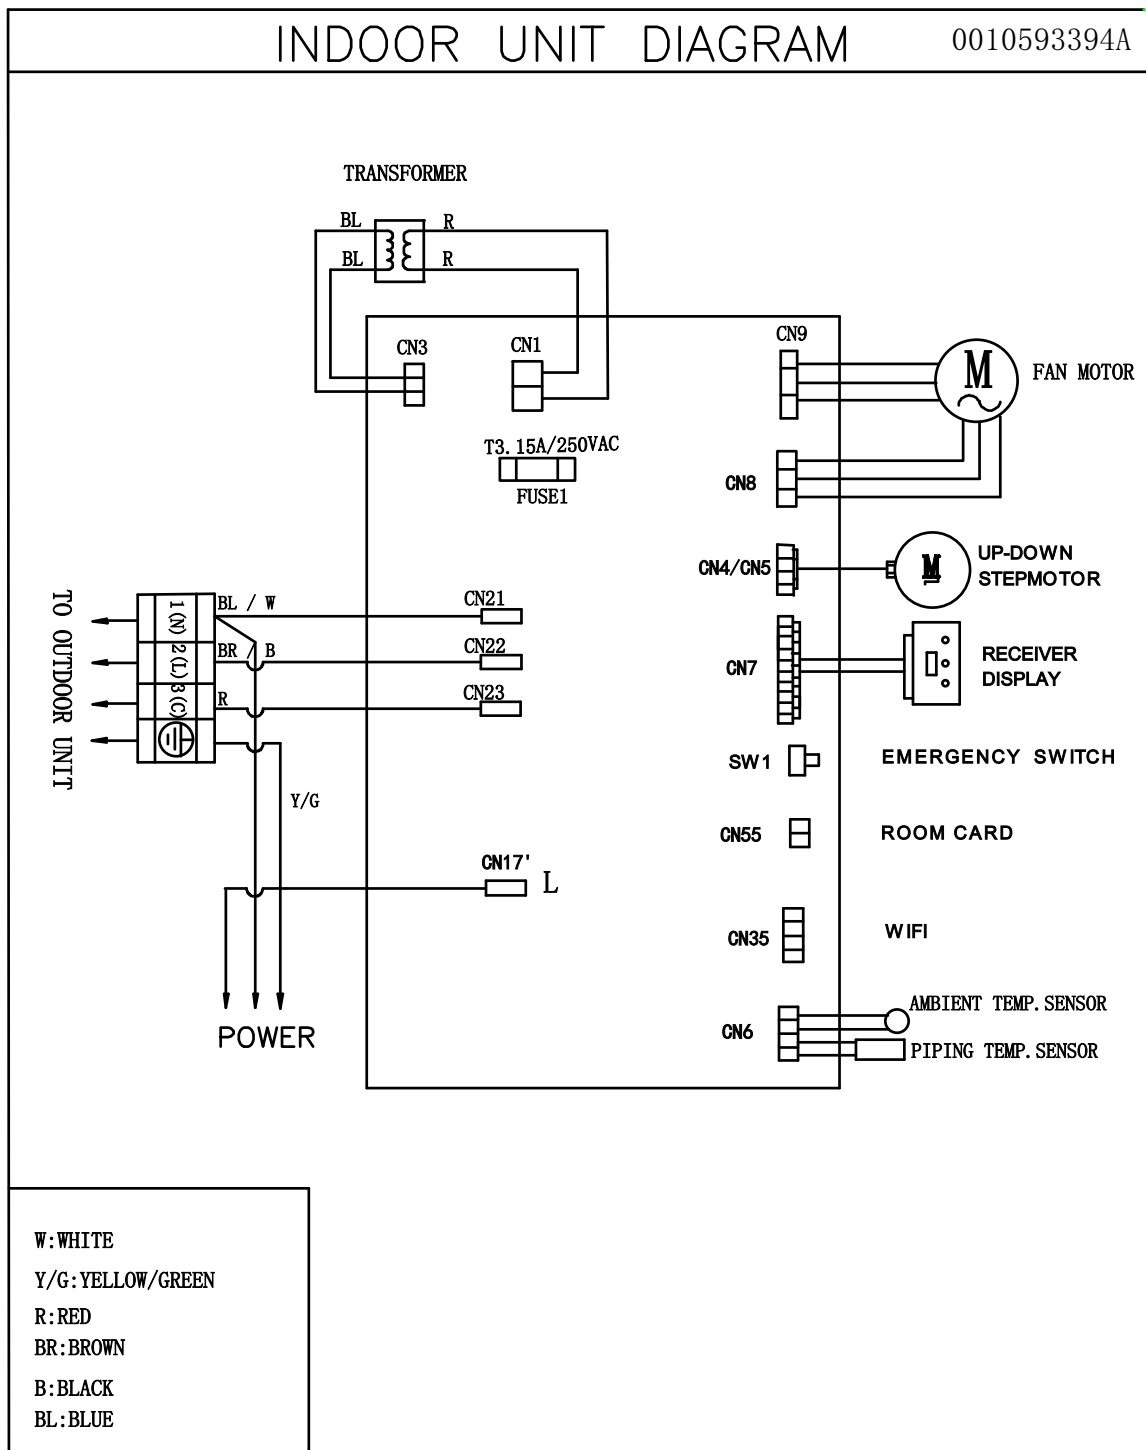 INDOOR UNIT DIAGRAM
0010593394A
TRANSFORMER
BL
R
BL
R
CN3
CN1
CN9
M
FAN MOTOR
T3.15A/250VAC
FUSE1
CN8
CN4/CN5
M
UP-DOWN
STEPMOTOR
TO OUTDOOR UNIT
1(N)
BL / W
CN21
2(L)
BR / B
CN22
3(C)
R
CN23
CN7
RECEIVER
DISPLAY
SW1
EMERGENCY SWITCH
Y/G
CN55
ROOM CARD
CN17'
L
CN35
WIFI
POWER
CN6
AMBIENT TEMP.SENSOR
PIPING TEMP.SENSOR
W:WHITE
Y/G:YELLOW/GREEN
R:RED
BR:BROWN
B:BLACK
BL:BLUE